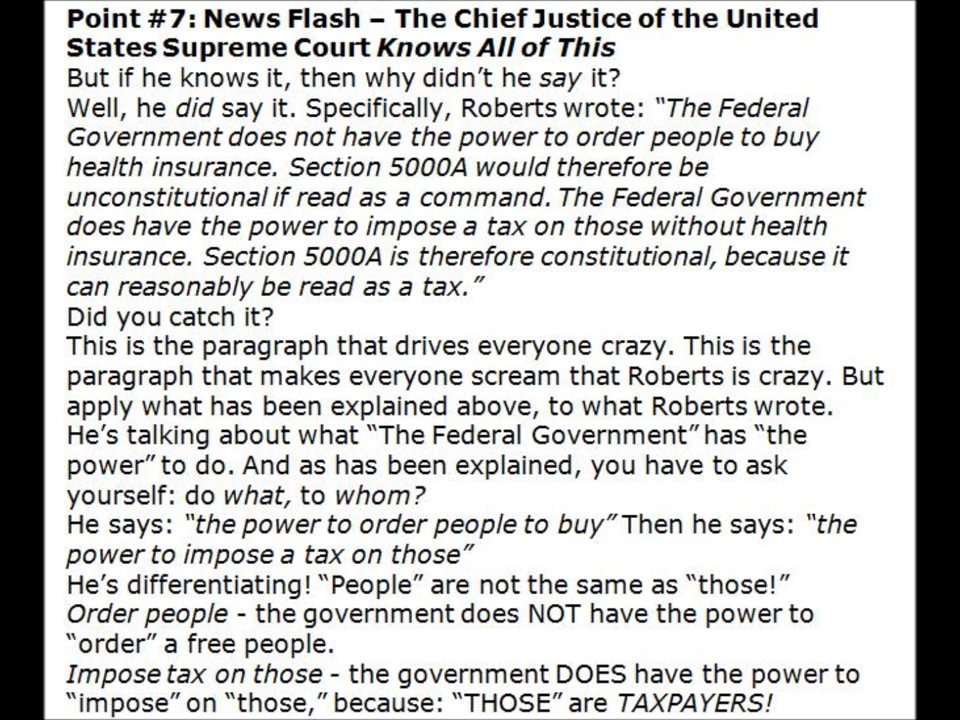 Point #7: News Flash – The Chief Justice of the United
States Supreme Court Knows All of This
But if he knows it, then why didn’t he say it?
Well, he did say it. Specifically, Roberts wrote: “The Federal
Government does not have the power to order people to buy
health insurance. Section 5000A would therefore be
unconstitutional if read as a command. The Federal Government
does have the power to impose a tax on those without health
insurance. Section 5000A is therefore constitutional, because it
can reasonably be read as a tax.”
Did you catch it?
This is the paragraph that drives everyone crazy. This is the
paragraph that makes everyone scream that Roberts is crazy. But
apply what has been explained above, to what Roberts wrote.
He’s talking about what “The Federal Government” has “the
power” to do. And as has been explained, you have to ask
yourself: do what, to whom?
He says: “the power to order people to buy” Then he says: “the
power to impose a tax on those”
He’s differentiating! “People” are not the same as “those!”
Order people - the government does NOT have the power to
“order” a free people.
Impose tax on those - the government DOES have the power to
“impose” on “those,” because: “THOSE” are TAXPAYERS!